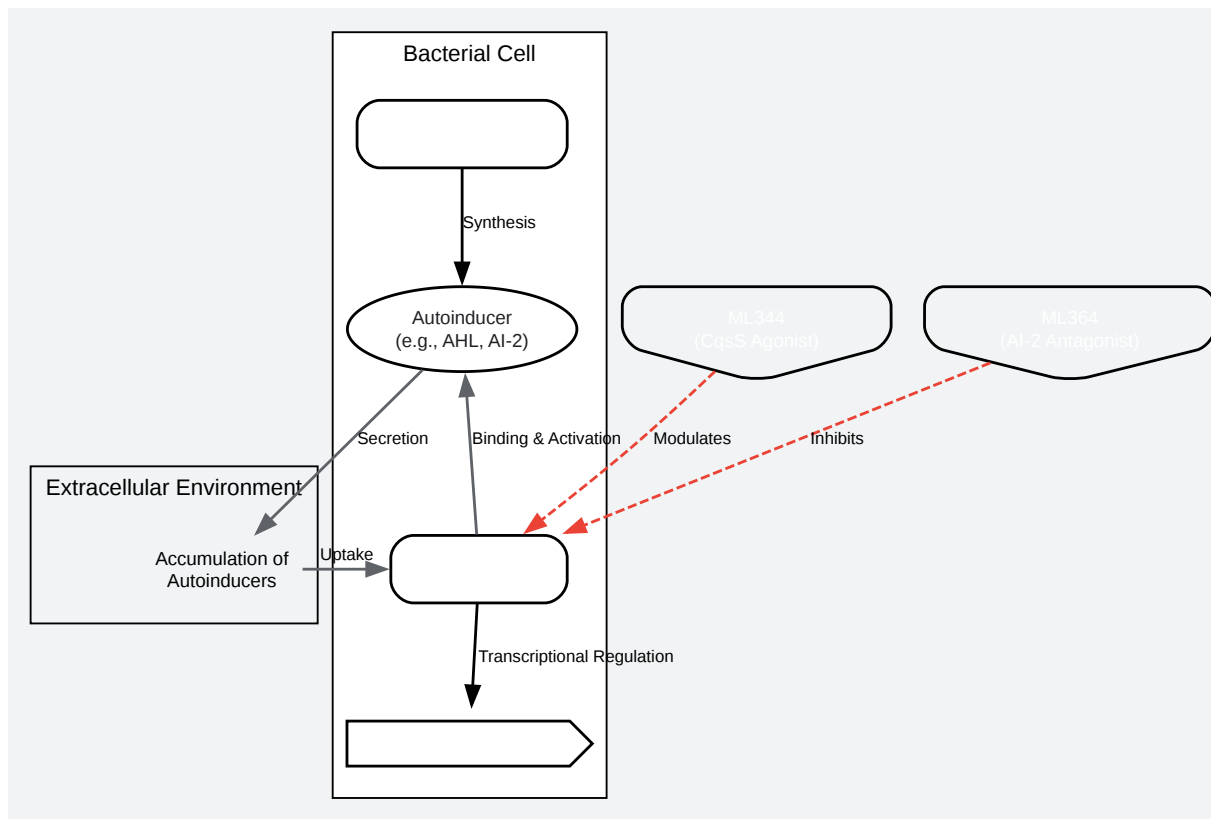 Bacterial Cell
Synthesis
Autoinducer
(e.g., AHL, AI-2)
ML344
(CqsS Agonist)
ML364
(AI-2 Antagonist)
Secretion
Binding & Activation
Modulates
Inhibits
Extracellular Environment
Accumulation of
Autoinducers
Uptake
Transcriptional Regulation